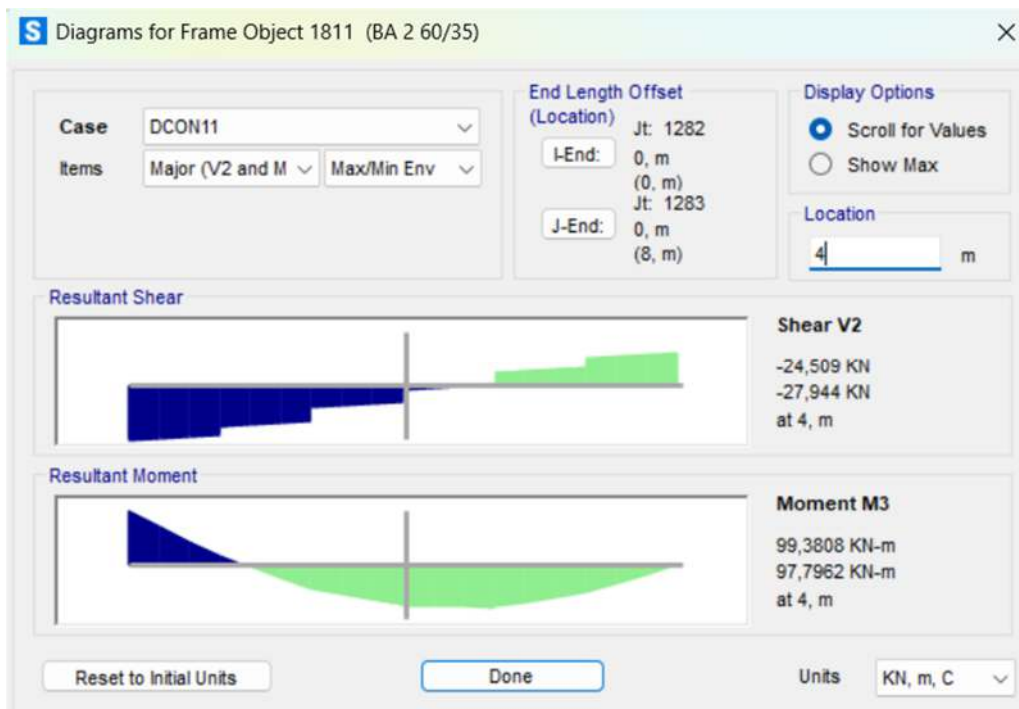 S Diagrams for Frame Object 1811 (BA 2 60/35)
Case DCON11
Items Major (V2 and M Max/Min Env
End Length Offset
(Location)
Jt: 1282
I-End: 0, m
(0, m)
Jt: 1283
J-End: 0, m
(8, m)
Display Options
Scroll for Values
Show Max
Location
4 m
Resultant Shear
Shear V2
-24,509 KN
-27,944 KN
at 4, m
Resultant Moment
Moment M3
99,3808 KN-m
97,7962 KN-m
at 4, m
Reset to Initial Units Done Units KN, m, C